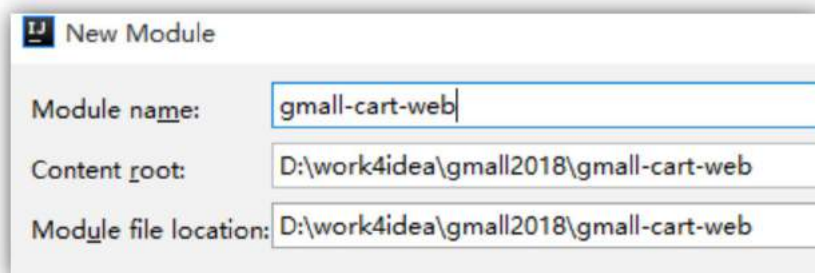 IJ New Module
Module name: gmall-cart-web
Content root: D:\work4idea\gmall2018\gmall-cart-web
Module file location: D:\work4idea\gmall2018\gmall-cart-web